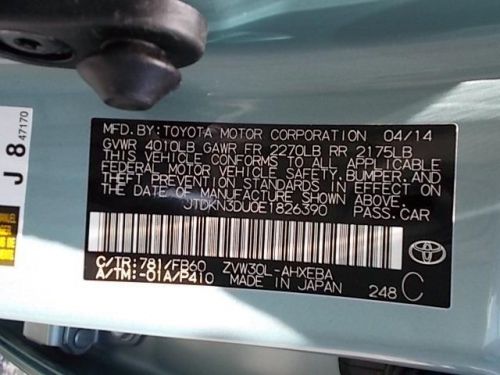 MFD.BY: TOYOTA MOTOR CORPORATION 04/14
GVWR 4010LB GAWR FR 2270LB RR 2175LB
THIS VEHICLE CONFORMS TO ALL APPLICABLE
FEDERAL MOTOR VEHICLE SAFETY, BUMPER, AND
THEFT PREVENTION STANDARDS IN EFFECT ON
THE DATE OF MANUFACTURE SHOWN ABOVE.
JTDKN3DU0E1826390 PASS.CAR
C/TR:781/FB60 ZVW30L-AHXEBA
A/TM:-01A/P410 MADE IN JAPAN
248 C
TOYOTA
J 8 47170